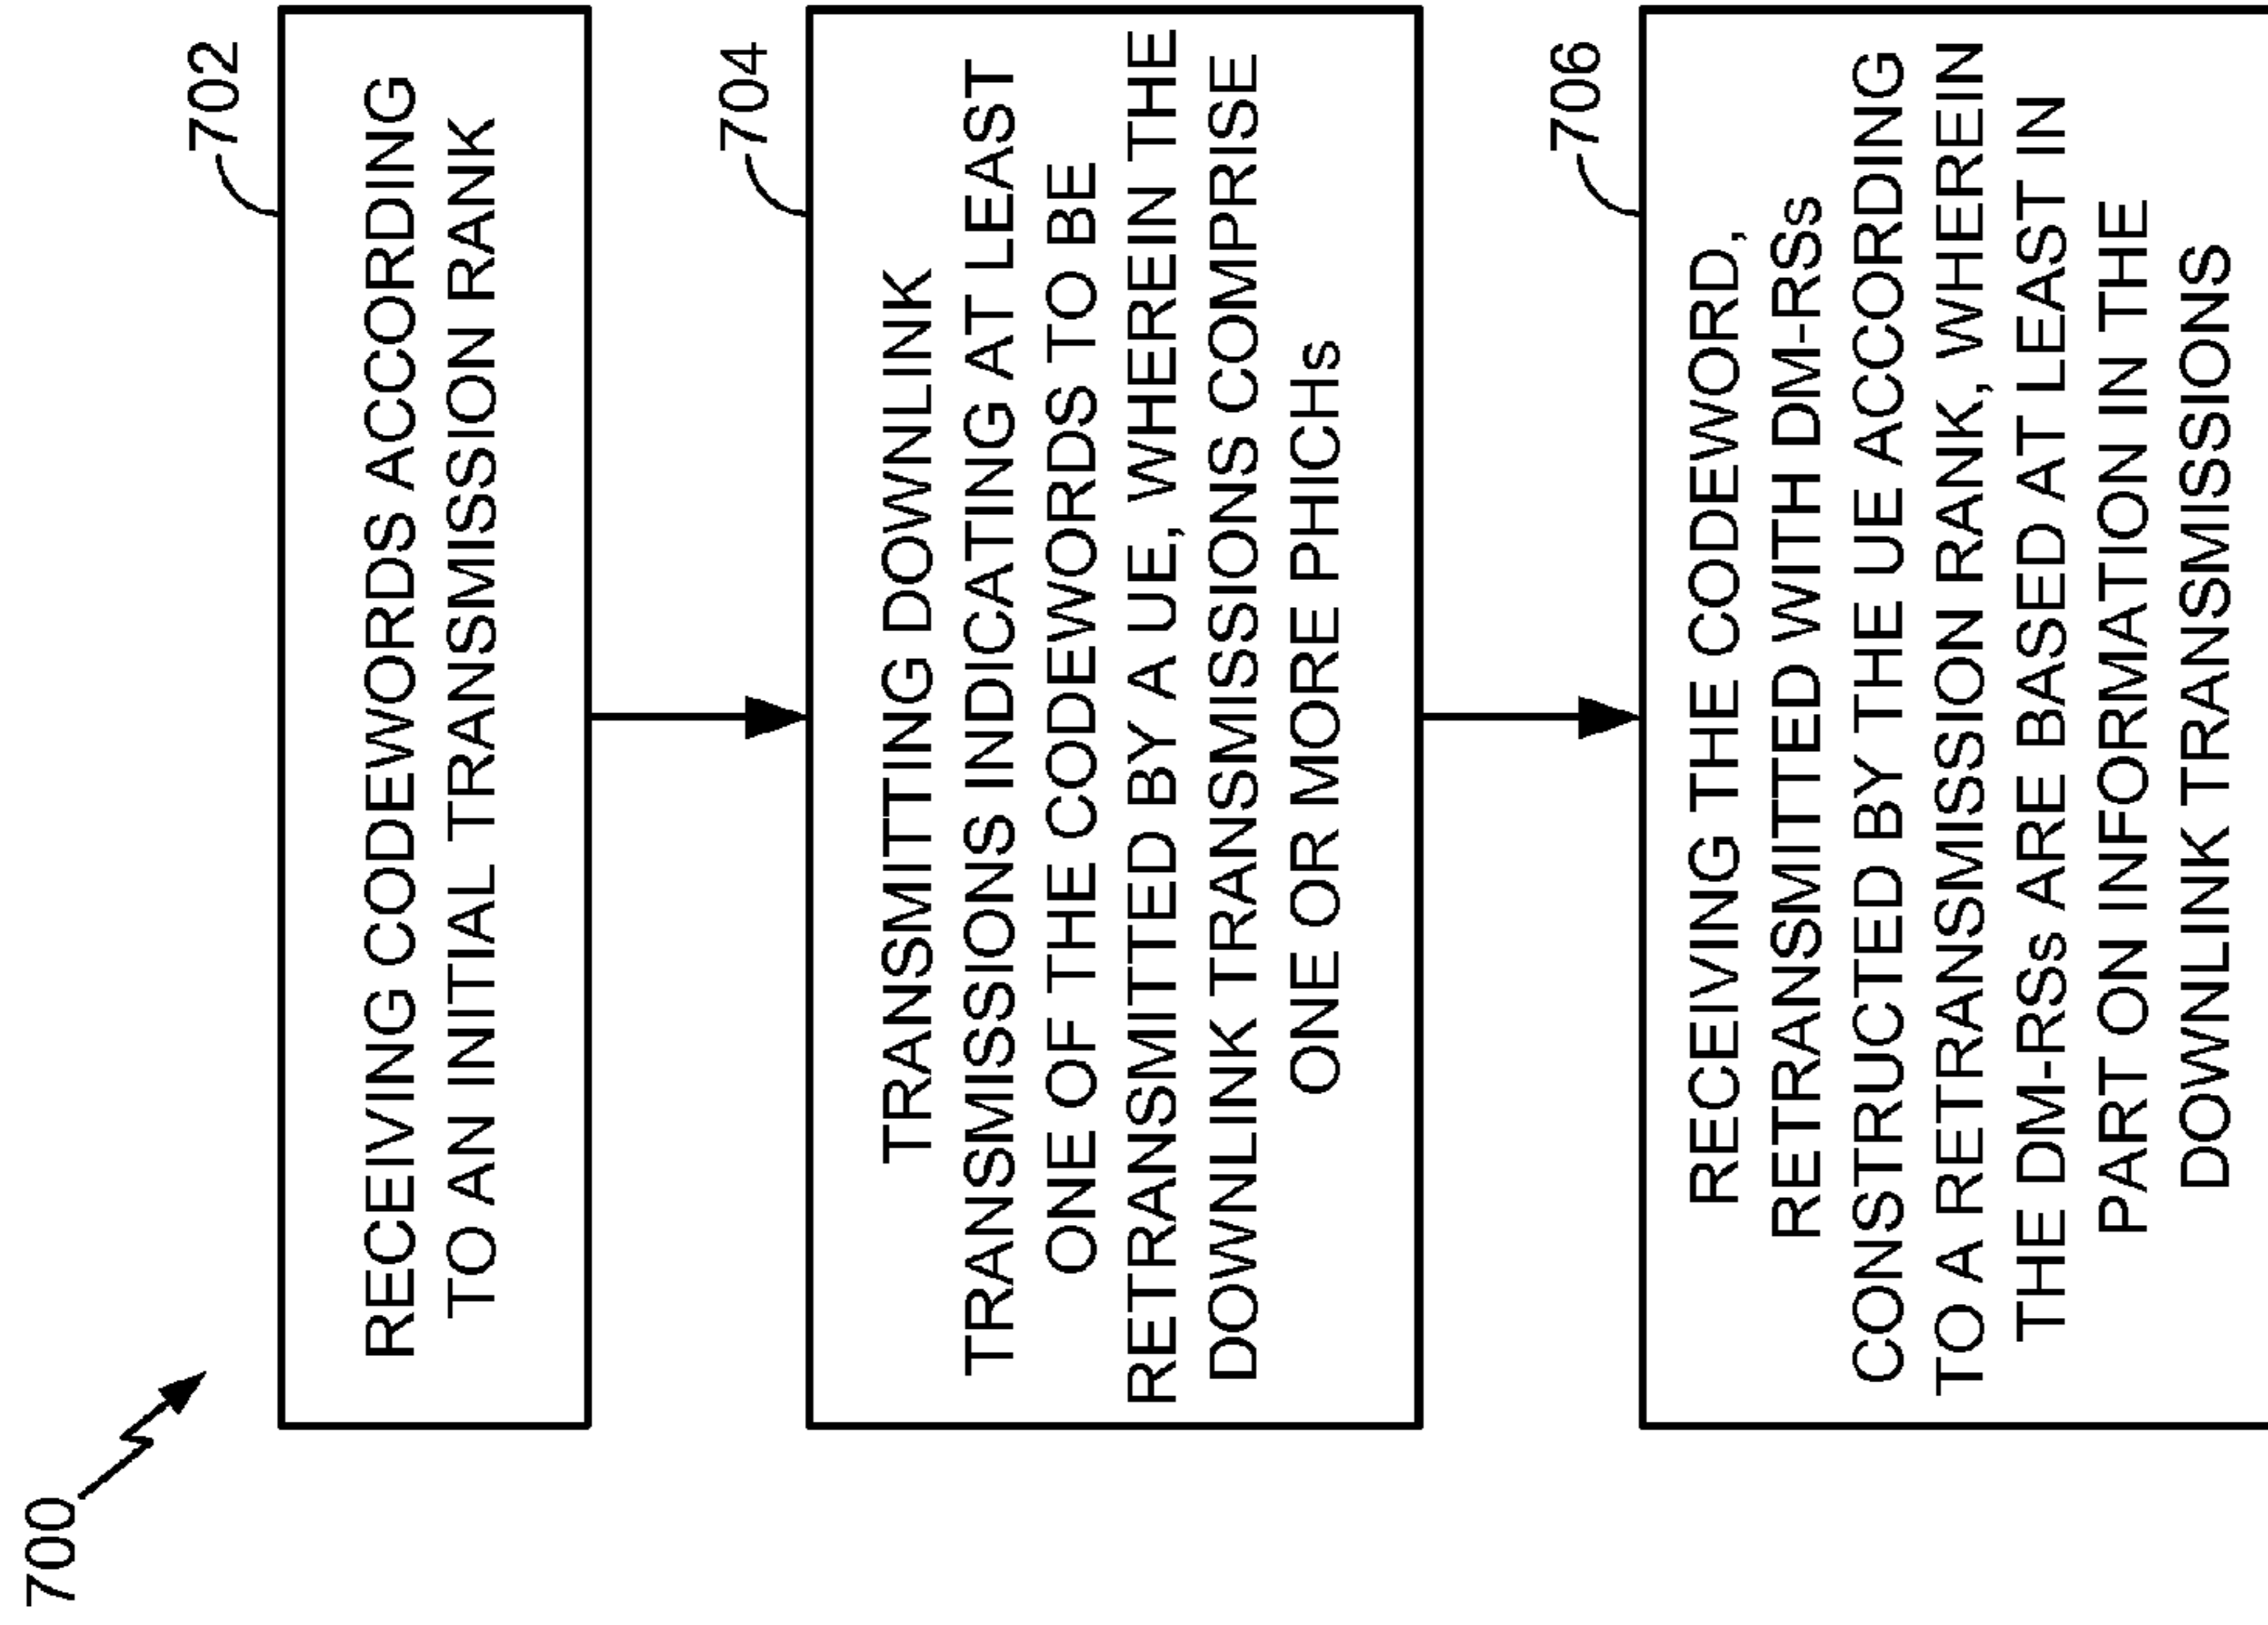 700
702
RECEIVING CODEWORDS ACCORDING
TO AN INITIAL TRANSMISSION RANK
704
TRANSMITTING DOWNLINK
TRANSMISSIONS INDICATING AT LEAST
ONE OF THE CODEWORDS TO BE
RETRANSMITTED BY A UE, WHEREIN THE
DOWNLINK TRANSMISSIONS COMPRISE
ONE OR MORE PHICHs
706
RECEIVING THE CODEWORD,
RETRANSMITTED WITH DM-RSs
CONSTRUCTED BY THE UE ACCORDING
TO A RETRANSMISSION RANK, WHEREIN
THE DM-RSs ARE BASED AT LEAST IN
PART ON INFORMATION IN THE
DOWNLINK TRANSMISSIONS